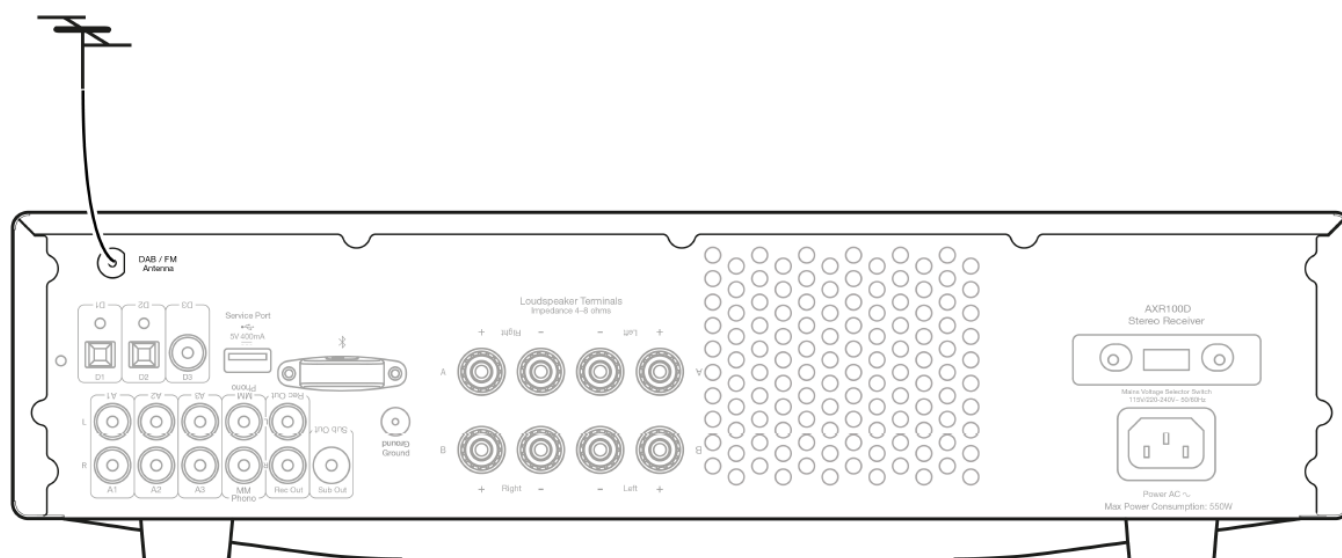 DAB / FM
Antenna
D1 D2 D3
Service Port
5V 400mA
D1 D2 D3
A1 A2 A3 MM Phono Rec Out
L
Sub Out
R
Ground
Ground
A1 A2 A3 MM Phono Rec Out Sub Out
Loudspeaker Terminals
Impedance 4-8 ohms
+ Right - - Left +
A A
B B
+ Right - - Left +
AXR100D
Stereo Receiver
Mains Voltage Selector Switch
115V/220-240V~ 50/60Hz
Power AC ~
Max Power Consumption: 550W